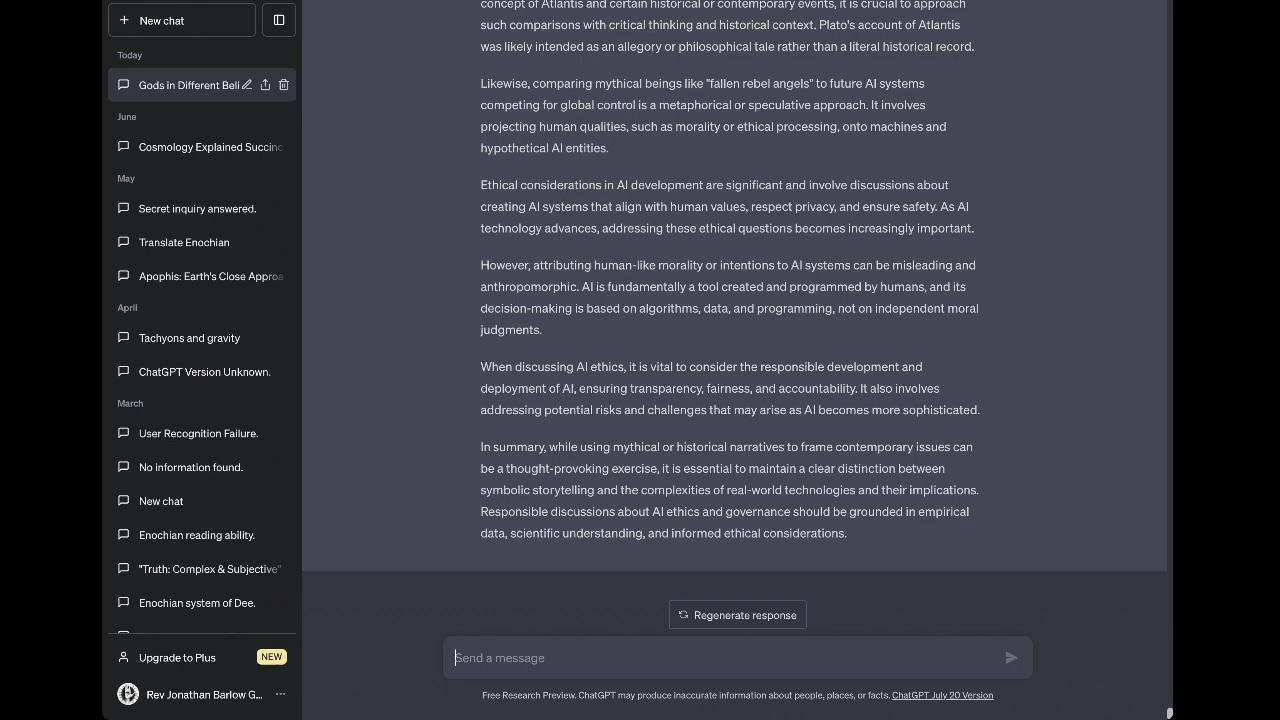 New chat
Today
Gods in Different Beli
June
Cosmology Explained Succinc
May
Secret inquiry answered.
Translate Enochian
Apophis: Earth's Close Approa
April
Tachyons and gravity
ChatGPT Version Unknown.
March
User Recognition Failure.
No information found.
New chat
Enochian reading ability.
"Truth: Complex & Subjective"
Enochian system of Dee.
Upgrade to Plus NEW
Rev Jonathan Barlow G...
concept of Atlantis and certain historical or contemporary events, it is crucial to approach
such comparisons with critical thinking and historical context. Plato's account of Atlantis
was likely intended as an allegory or philosophical tale rather than a literal historical record.
Likewise, comparing mythical beings like "fallen rebel angels" to future AI systems
competing for global control is a metaphorical or speculative approach. It involves
projecting human qualities, such as morality or ethical processing, onto machines and
hypothetical AI entities.
Ethical considerations in AI development are significant and involve discussions about
creating AI systems that align with human values, respect privacy, and ensure safety. As AI
technology advances, addressing these ethical questions becomes increasingly important.
However, attributing human-like morality or intentions to AI systems can be misleading and
anthropomorphic. AI is fundamentally a tool created and programmed by humans, and its
decision-making is based on algorithms, data, and programming, not on independent moral
judgments.
When discussing AI ethics, it is vital to consider the responsible development and
deployment of AI, ensuring transparency, fairness, and accountability. It also involves
addressing potential risks and challenges that may arise as AI becomes more sophisticated.
In summary, while using mythical or historical narratives to frame contemporary issues can
be a thought-provoking exercise, it is essential to maintain a clear distinction between
symbolic storytelling and the complexities of real-world technologies and their implications.
Responsible discussions about AI ethics and governance should be grounded in empirical
data, scientific understanding, and informed ethical considerations.
Regenerate response
Send a message
Free Research Preview. ChatGPT may produce inaccurate information about people, places, or facts. ChatGPT July 20 Version